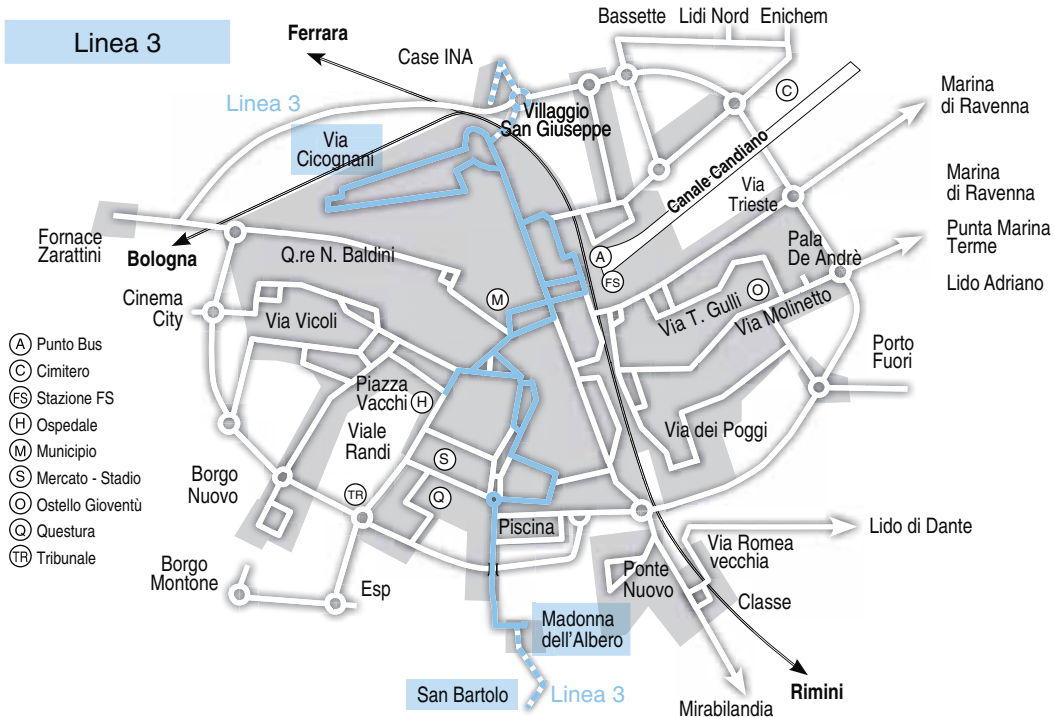 Linea 3
Ferrara
Case INA
Bassette
Lidi Nord
Enichem
C
Marina
di Ravenna
Linea 3
Villaggio
San Giuseppe
Via
Cicognani
Canale Candiano
Via
Trieste
Marina
di Ravenna
Fornace
Zarattini
Bologna
Q.re N. Baldini
A
FS
Pala
De Andrè
Punta Marina
Terme
Lido Adriano
Cinema
City
Via Vicoli
M
Via T. Gulli
O
Via Molinetto
Porto
Fuori
A Punto Bus
C Cimitero
FS Stazione FS
H Ospedale
M Municipio
S Mercato - Stadio
O Ostello Gioventù
Q Questura
TR Tribunale
Piazza
Vacchi
H
Viale
Randi
Via dei Poggi
S
Borgo
Nuovo
TR
Q
Piscina
Lido di Dante
Via Romea
vecchia
Borgo
Montone
Esp
Ponte
Nuovo
Classe
Madonna
dell'Albero
San Bartolo
Linea 3
Mirabilandia
Rimini